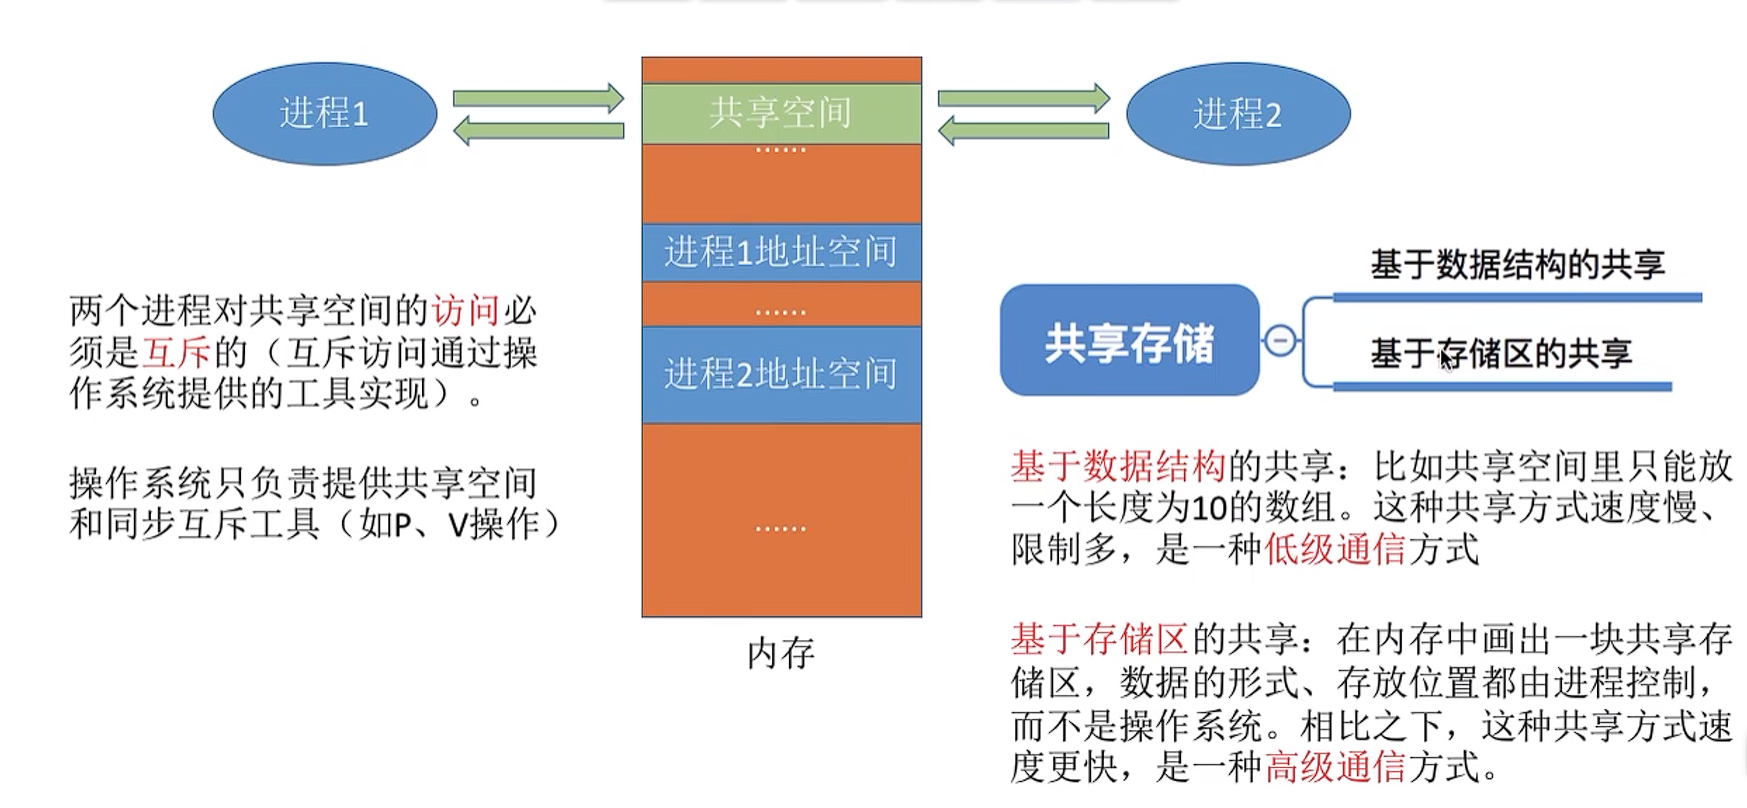 进程1
共享空间
进程2
......
进程1地址空间
......
进程2地址空间
......
内存
两个进程对共享空间的访问必
须是互斥的（互斥访问通过操
作系统提供的工具实现）。
操作系统只负责提供共享空间
和同步互斥工具（如P、V操作）
共享存储
基于数据结构的共享
基于存储区的共享
基于数据结构的共享：比如共享空间里只能放
一个长度为10的数组。这种共享方式速度慢、
限制多，是一种低级通信方式
基于存储区的共享：在内存中画出一块共享存
储区，数据的形式、存放位置都由进程控制，
而不是操作系统。相比之下，这种共享方式速
度更快，是一种高级通信方式。